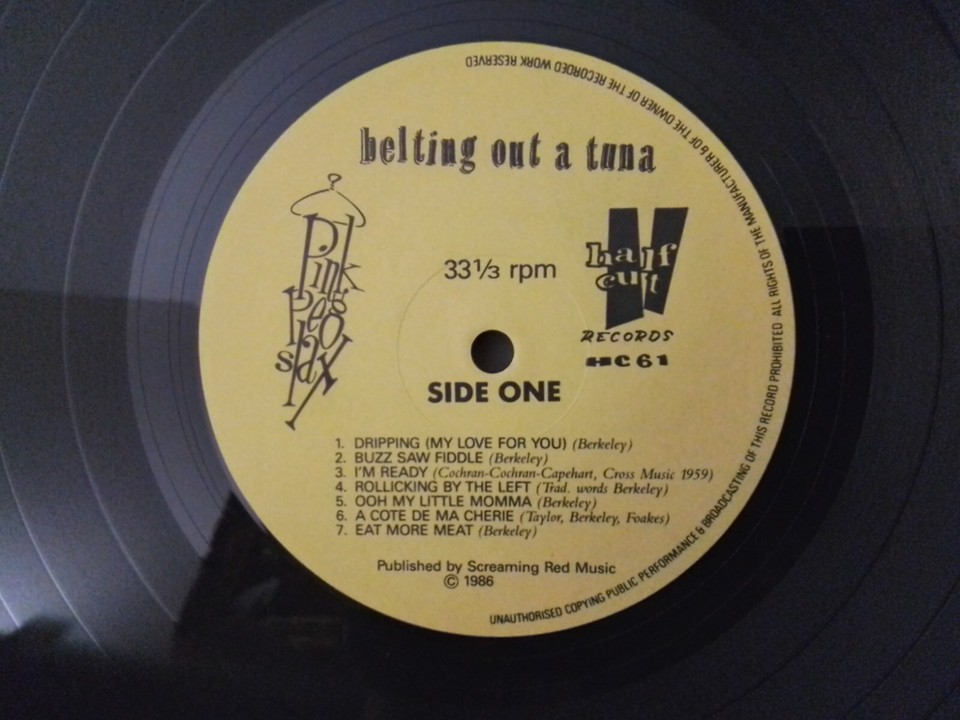 belting out a tuna
Pink
Peg
slax
33⅓ rpm
half
cut
RECORDS
HC61
SIDE ONE
1. DRIPPING (MY LOVE FOR YOU) (Berkeley)
2. BUZZ SAW FIDDLE (Berkeley)
3. I'M READY (Cochran-Cochran-Capehart, Cross Music 1959)
4. ROLLICKING BY THE LEFT (Trad. words Berkeley)
5. OOH MY LITTLE MOMMA (Berkeley)
6. A COTE DE MA CHERIE (Taylor, Berkeley, Foakes)
7. EAT MORE MEAT (Berkeley)
Published by Screaming Red Music
© 1986
UNAUTHORISED COPYING PUBLIC PERFORMANCE & BROADCASTING OF THIS RECORD PROHIBITED ALL RIGHTS OF THE MANUFACTURER & OF THE OWNER OF THE RECORDED WORK RESERVED